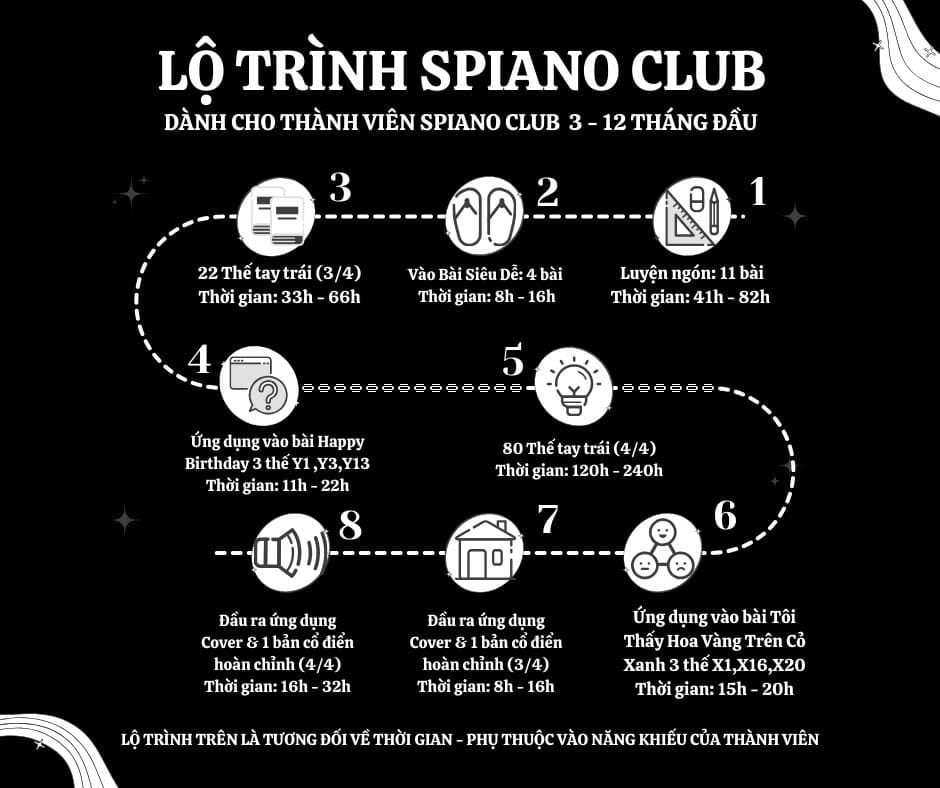 LỘ TRÌNH SPIANO CLUB
DÀNH CHO THÀNH VIÊN SPIANO CLUB 3 - 12 THÁNG ĐẦU
1
Luyện ngón: 11 bài
Thời gian: 41h - 82h
2
Vào Bài Siêu Dễ: 4 bài
Thời gian: 8h - 16h
3
22 Thế tay trái (3/4)
Thời gian: 33h - 66h
4
Ứng dụng vào bài Happy
Birthday 3 thế Y1 ,Y3,Y13
Thời gian: 11h - 22h
5
80 Thế tay trái (4/4)
Thời gian: 120h - 240h
6
Ứng dụng vào bài Tôi
Thấy Hoa Vàng Trên Cỏ
Xanh 3 thế X1,X16,X20
Thời gian: 15h - 20h
7
Đầu ra ứng dụng
Cover & 1 bản cổ điển
hoàn chỉnh (3/4)
Thời gian: 8h - 16h
8
Đầu ra ứng dụng
Cover & 1 bản cổ điển
hoàn chỉnh (4/4)
Thời gian: 16h - 32h
LỘ TRÌNH TRÊN LÀ TƯƠNG ĐỐI VỀ THỜI GIAN - PHỤ THUỘC VÀO NĂNG KHIẾU CỦA THÀNH VIÊN